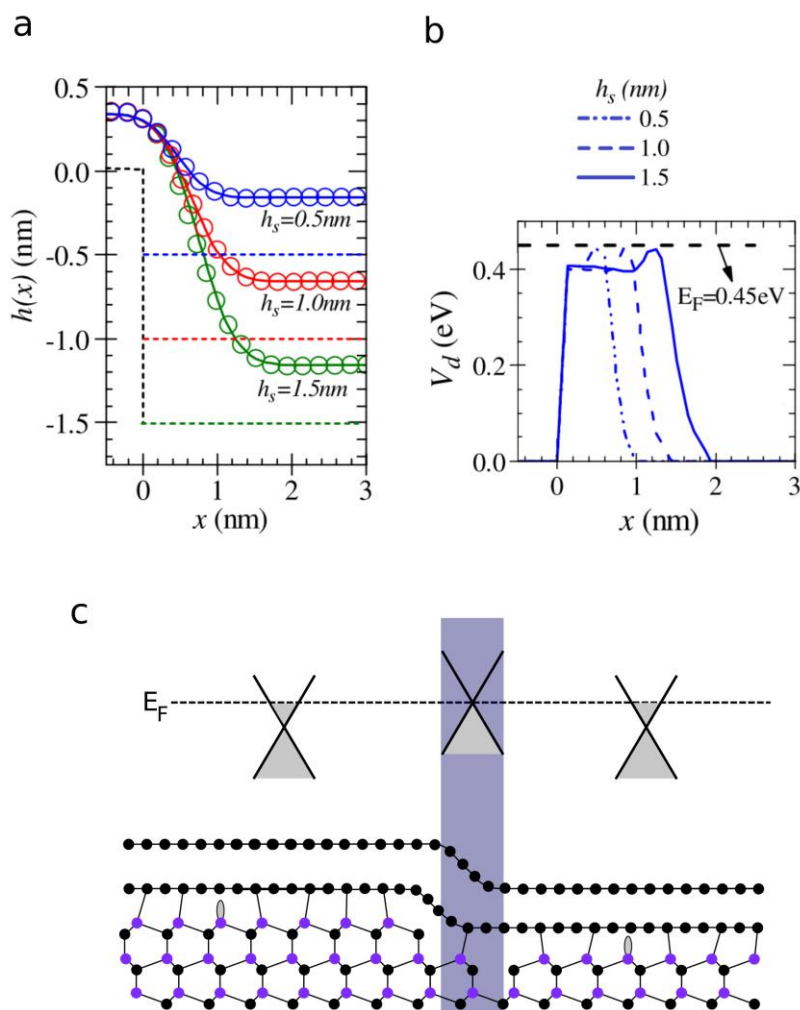 a
0.5
0.0
-0.5
-1.0
-1.5
h(x) (nm)
h_s=0.5nm
h_s=1.0nm
h_s=1.5nm
0 1 2 3
x (nm)
b
h_s (nm)
0.5
1.0
1.5
0.4
0.2
0.0
V_d (eV)
E_F=0.45eV
0 1 2 3
x (nm)
c
E_F